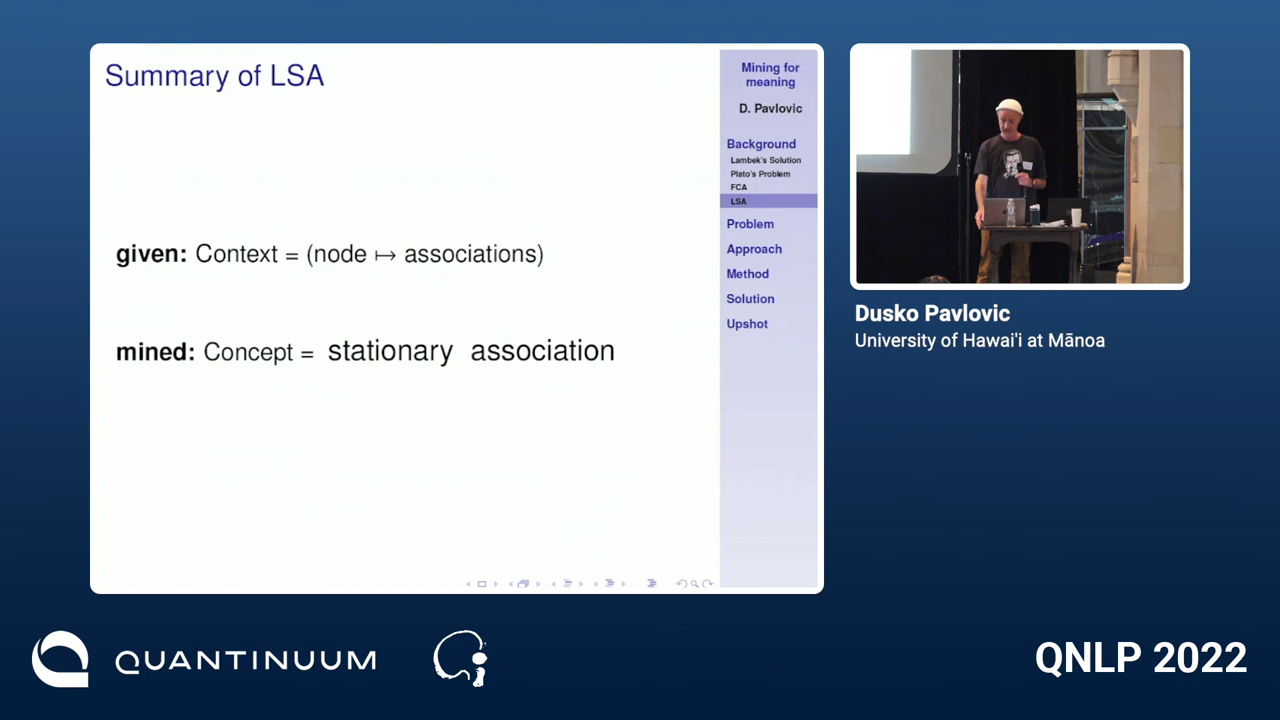 Summary of LSA
given: Context = (node ↦ associations)
mined: Concept = stationary association
Mining for
meaning
D. Pavlovic
Background
Lambek's Solution
Plato's Problem
FCA
LSA
Problem
Approach
Method
Solution
Upshot
Dusko Pavlovic
University of Hawai'i at Mānoa
QUANTINUUM
QNLP 2022